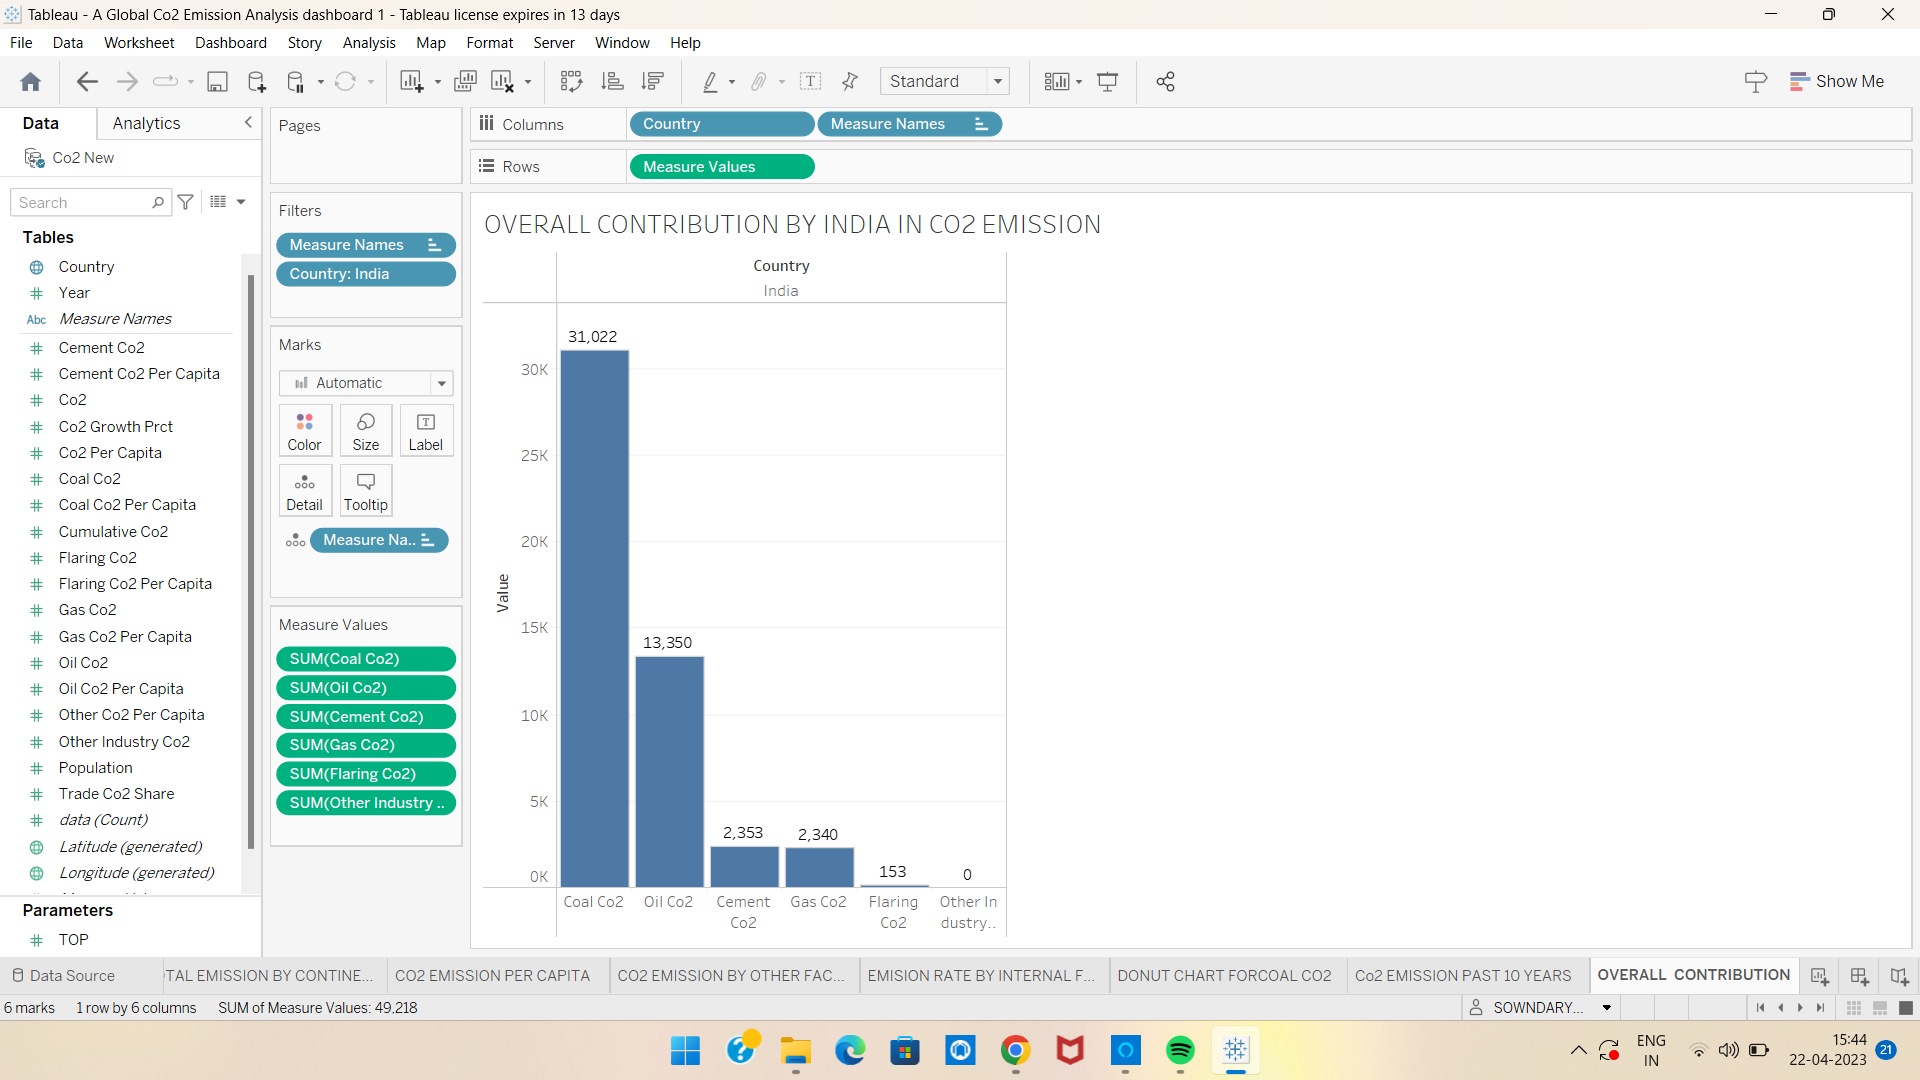 Tableau - A Global Co2 Emission Analysis dashboard 1 - Tableau license expires in 13 days
File Data Worksheet Dashboard Story Analysis Map Format Server Window Help
Standard
Show Me
Data Analytics
Co2 New
Search
Tables
Country
Year
Abc Measure Names
Cement Co2
Cement Co2 Per Capita
Co2
Co2 Growth Prct
Co2 Per Capita
Coal Co2
Coal Co2 Per Capita
Cumulative Co2
Flaring Co2
Flaring Co2 Per Capita
Gas Co2
Gas Co2 Per Capita
Oil Co2
Oil Co2 Per Capita
Other Co2 Per Capita
Other Industry Co2
Population
Trade Co2 Share
data (Count)
Latitude (generated)
Longitude (generated)
Parameters
TOP
Pages
Filters
Measure Names
Country: India
Marks
Automatic
Color Size Label
Detail Tooltip
Measure Na..
Measure Values
SUM(Coal Co2)
SUM(Oil Co2)
SUM(Cement Co2)
SUM(Gas Co2)
SUM(Flaring Co2)
SUM(Other Industry ..
Columns Country Measure Names
Rows Measure Values
OVERALL CONTRIBUTION BY INDIA IN CO2 EMISSION
Country
India
31,022
30K
25K
20K
15K
10K
5K
0K
Value
13,350
2,353
2,340
153
0
Coal Co2 Oil Co2 Cement Co2 Gas Co2 Flaring Co2 Other In dustry..
Data Source TAL EMISSION BY CONTINE... CO2 EMISSION PER CAPITA CO2 EMISSION BY OTHER FAC... EMISION RATE BY INTERNAL F... DONUT CHART FORCOAL CO2 Co2 EMISSION PAST 10 YEARS OVERALL CONTRIBUTION
6 marks 1 row by 6 columns SUM of Measure Values: 49,218 SOWNDARY...
ENG
IN
15:44
22-04-2023
21